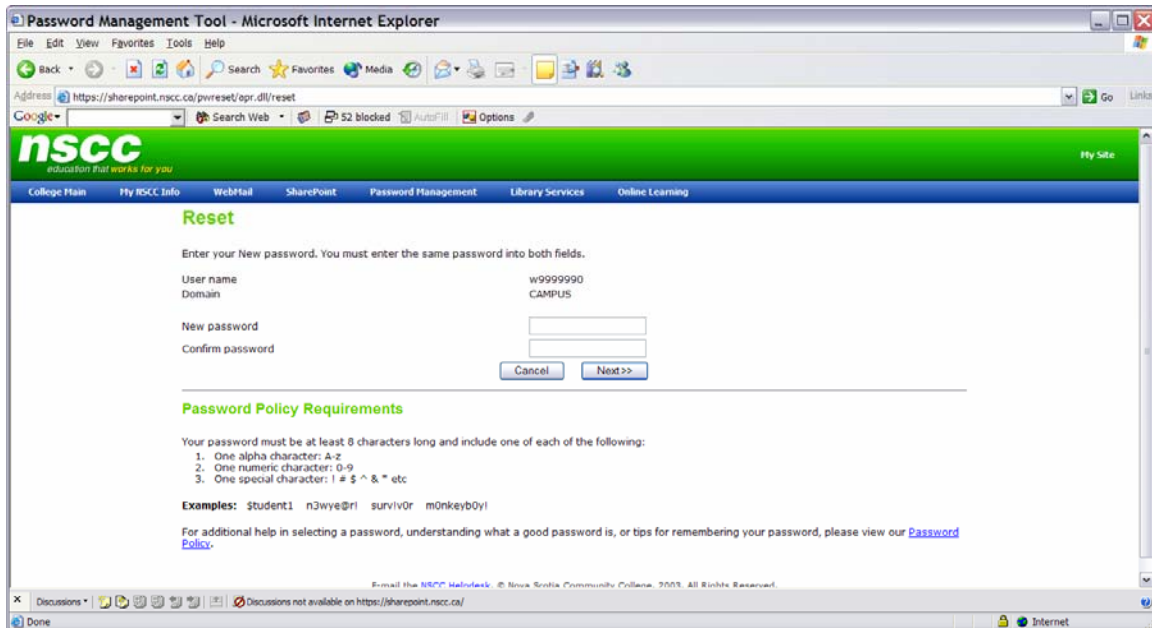 Password Management Tool - Microsoft Internet Explorer
File Edit View Favorites Tools Help
Back Search Favorites Media
Address https://sharepoint.nscc.ca/pwreset/apr.dll/reset Go Links
Google Search Web 52 blocked AutoFill Options
nscc
education that works for you
My Site
College Main My NSCC Info WebMail SharePoint Password Management Library Services Online Learning
Reset
Enter your New password. You must enter the same password into both fields.
User name w9999990
Domain CAMPUS
New password
Confirm password
Cancel Next>>
Password Policy Requirements
Your password must be at least 8 characters long and include one of each of the following:
1. One alpha character: A-z
2. One numeric character: 0-9
3. One special character: ! # $ ^ & * etc
Examples: $tudent1 n3wye@r! surv!v0r m0nkeyb0y!
For additional help in selecting a password, understanding what a good password is, or tips for remembering your password, please view our Password
Policy.
E-mail the NSCC Helpdesk. © Nova Scotia Community College, 2003. All Rights Reserved.
Discussions Discussions not available on https://sharepoint.nscc.ca/
Done Internet